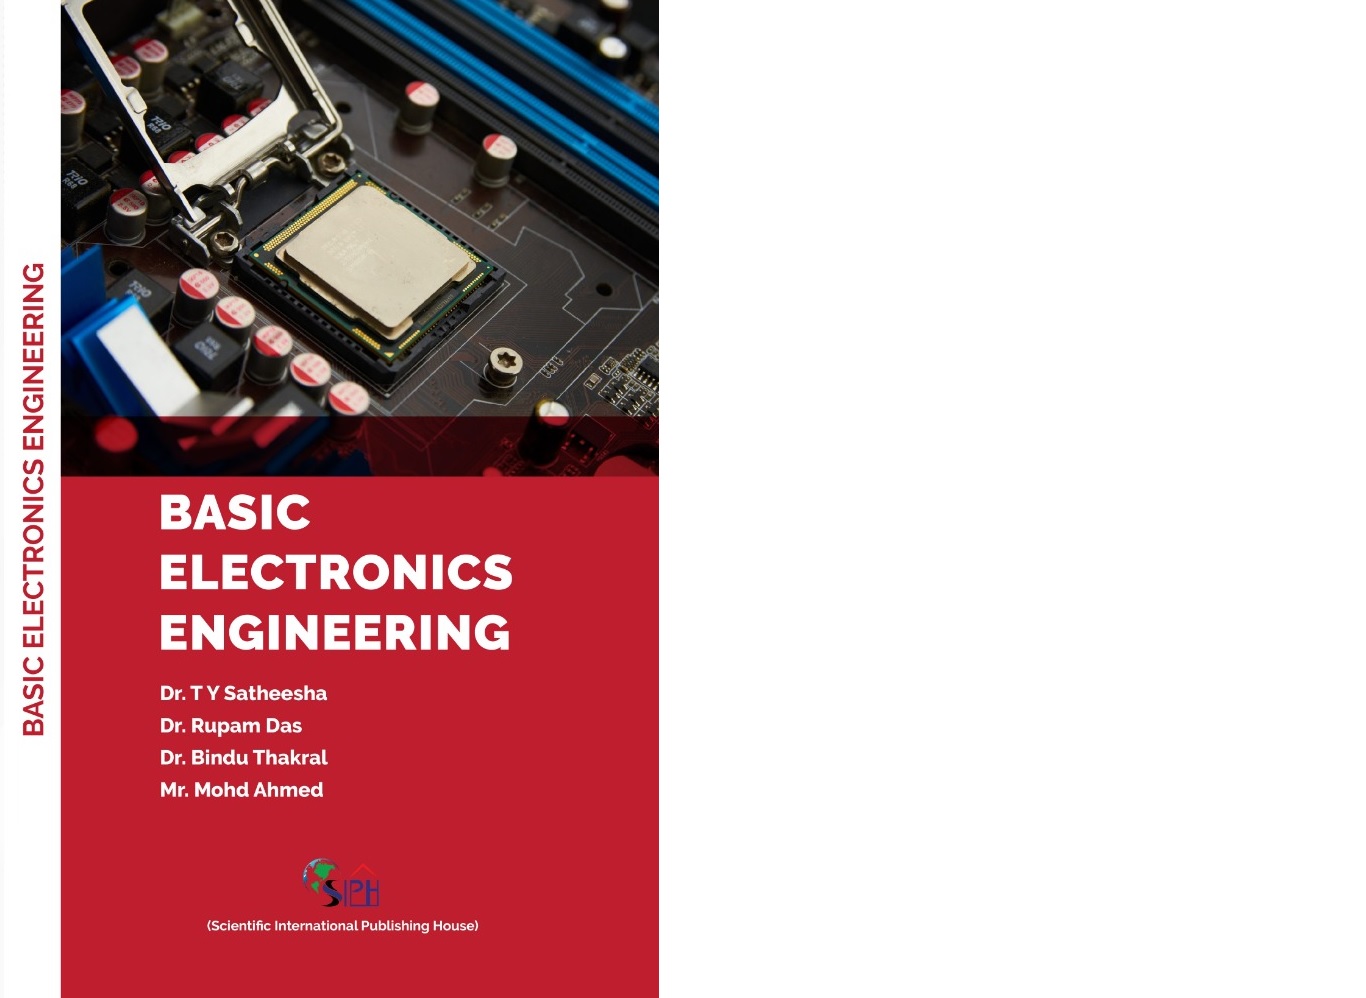 BASIC ELECTRONICS ENGINEERING
BASIC
ELECTRONICS
ENGINEERING
Dr. T Y Satheesha
Dr. Rupam Das
Dr. Bindu Thakral
Mr. Mohd Ahmed
SIPH
(Scientific International Publishing House)